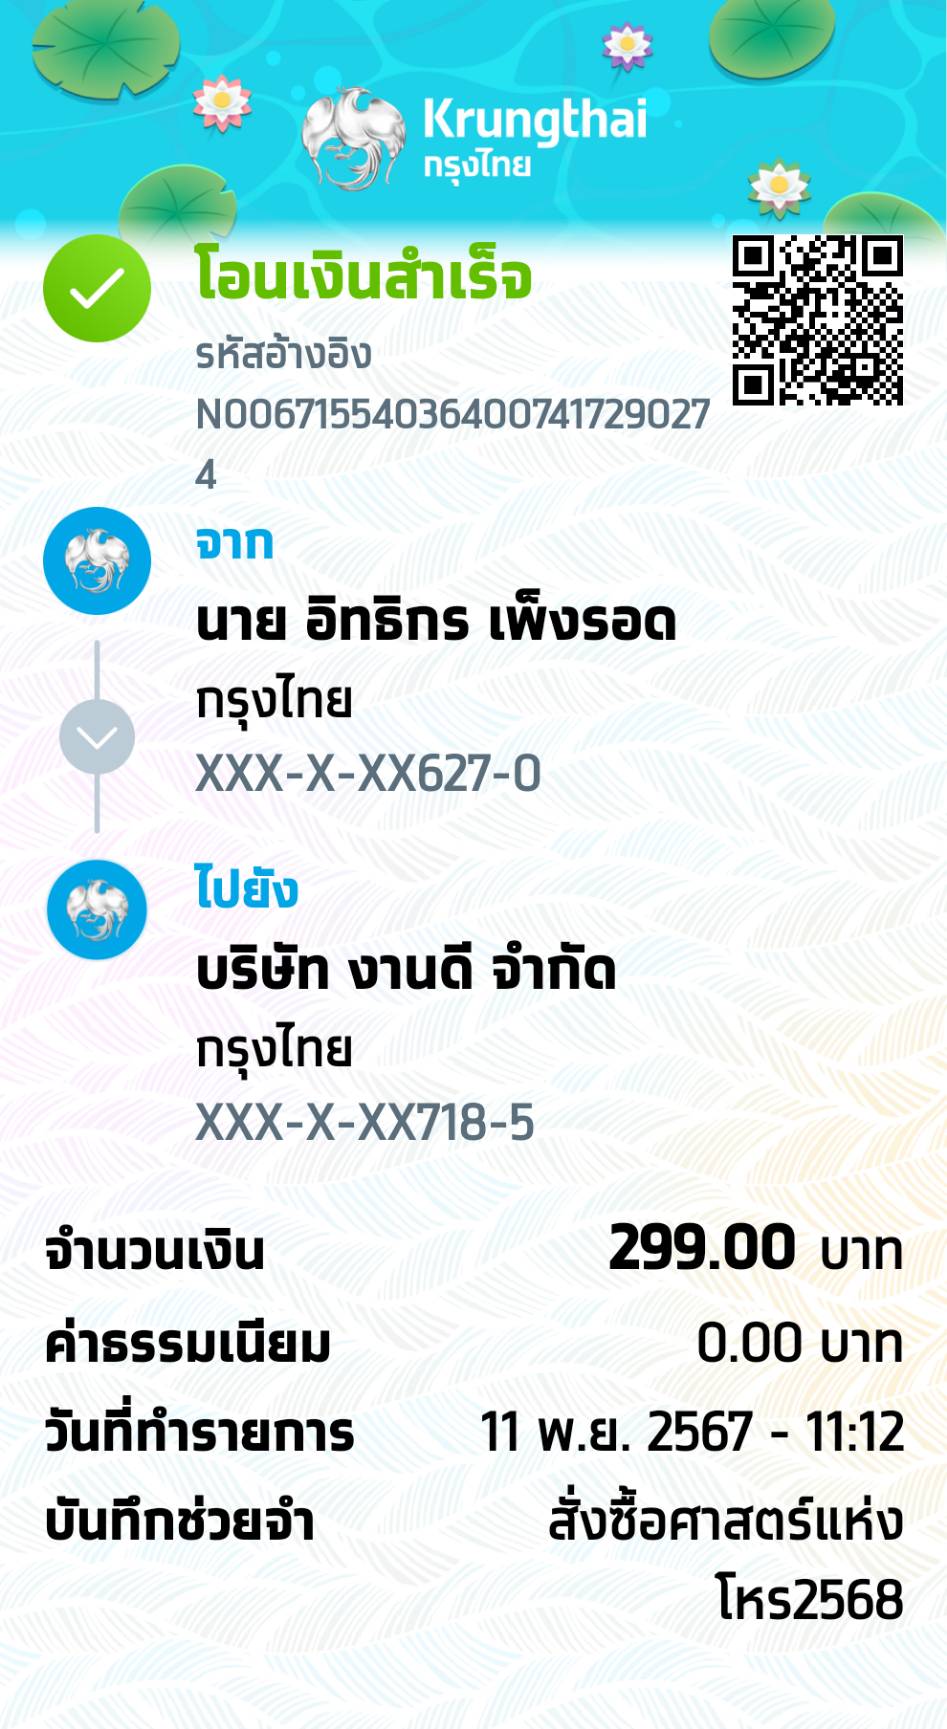 Krungthai
กรุงไทย
โอนเงินสำเร็จ
รหัสอ้างอิง
N00671554036400741729027
4
จาก
นาย อิทธิกร เพ็งรอด
กรุงไทย
XXX-X-XX627-0
ไปยัง
บริษัท งานดี จำกัด
กรุงไทย
XXX-X-XX718-5
จำนวนเงิน 299.00 บาท
ค่าธรรมเนียม 0.00 บาท
วันที่ทำรายการ 11 พ.ย. 2567 - 11:12
บันทึกช่วยจำ สั่งซื้อศาสตร์แห่ง
โหร2568